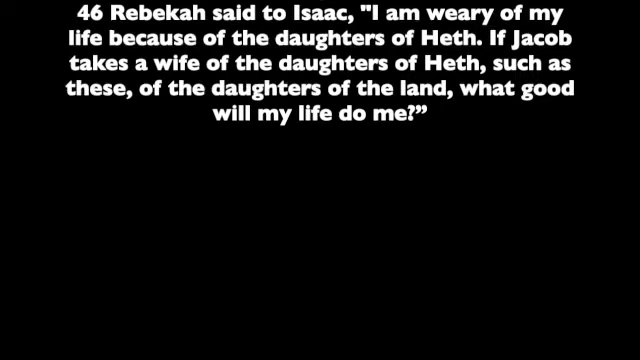 46 Rebekah said to Isaac, "I am weary of my
life because of the daughters of Heth. If Jacob
takes a wife of the daughters of Heth, such as
these, of the daughters of the land, what good
will my life do me?”